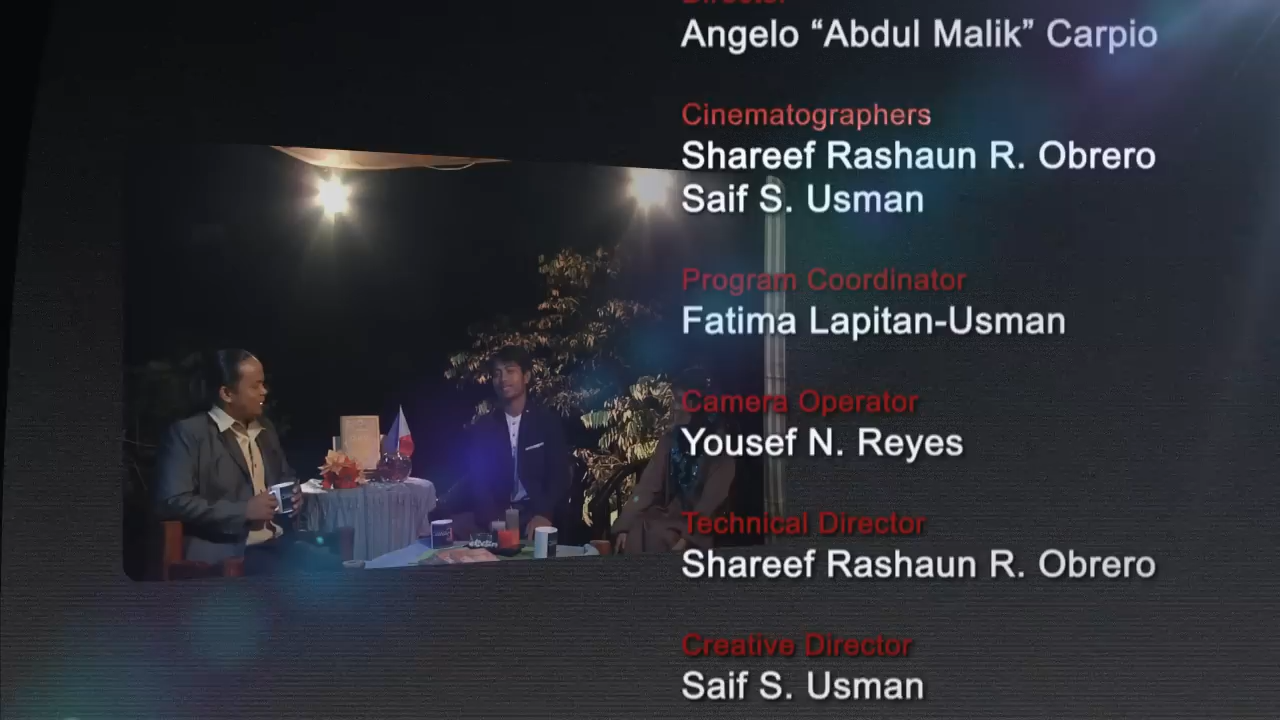 Director
Angelo “Abdul Malik” Carpio
Cinematographers
Shareef Rashaun R. Obrero
Saif S. Usman
Program Coordinator
Fatima Lapitan-Usman
Camera Operator
Yousef N. Reyes
Technical Director
Shareef Rashaun R. Obrero
Creative Director
Saif S. Usman